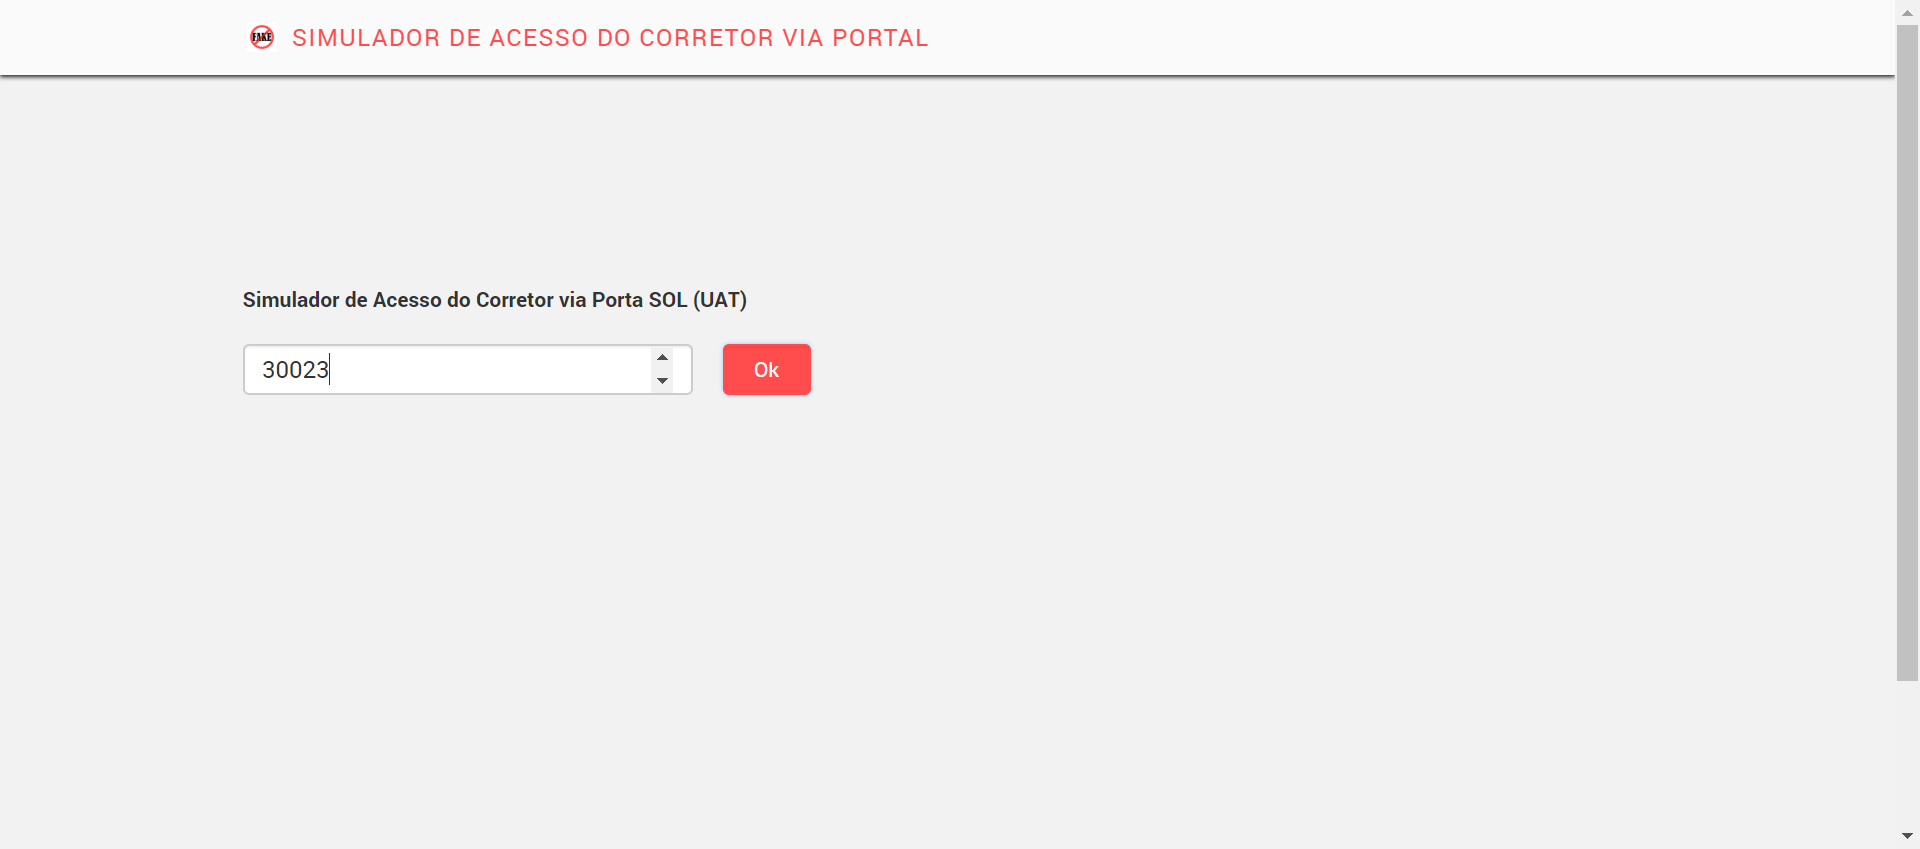 FAKE
SIMULADOR DE ACESSO DO CORRETOR VIA PORTAL
Simulador de Acesso do Corretor via Porta SOL (UAT)
30023
Ok